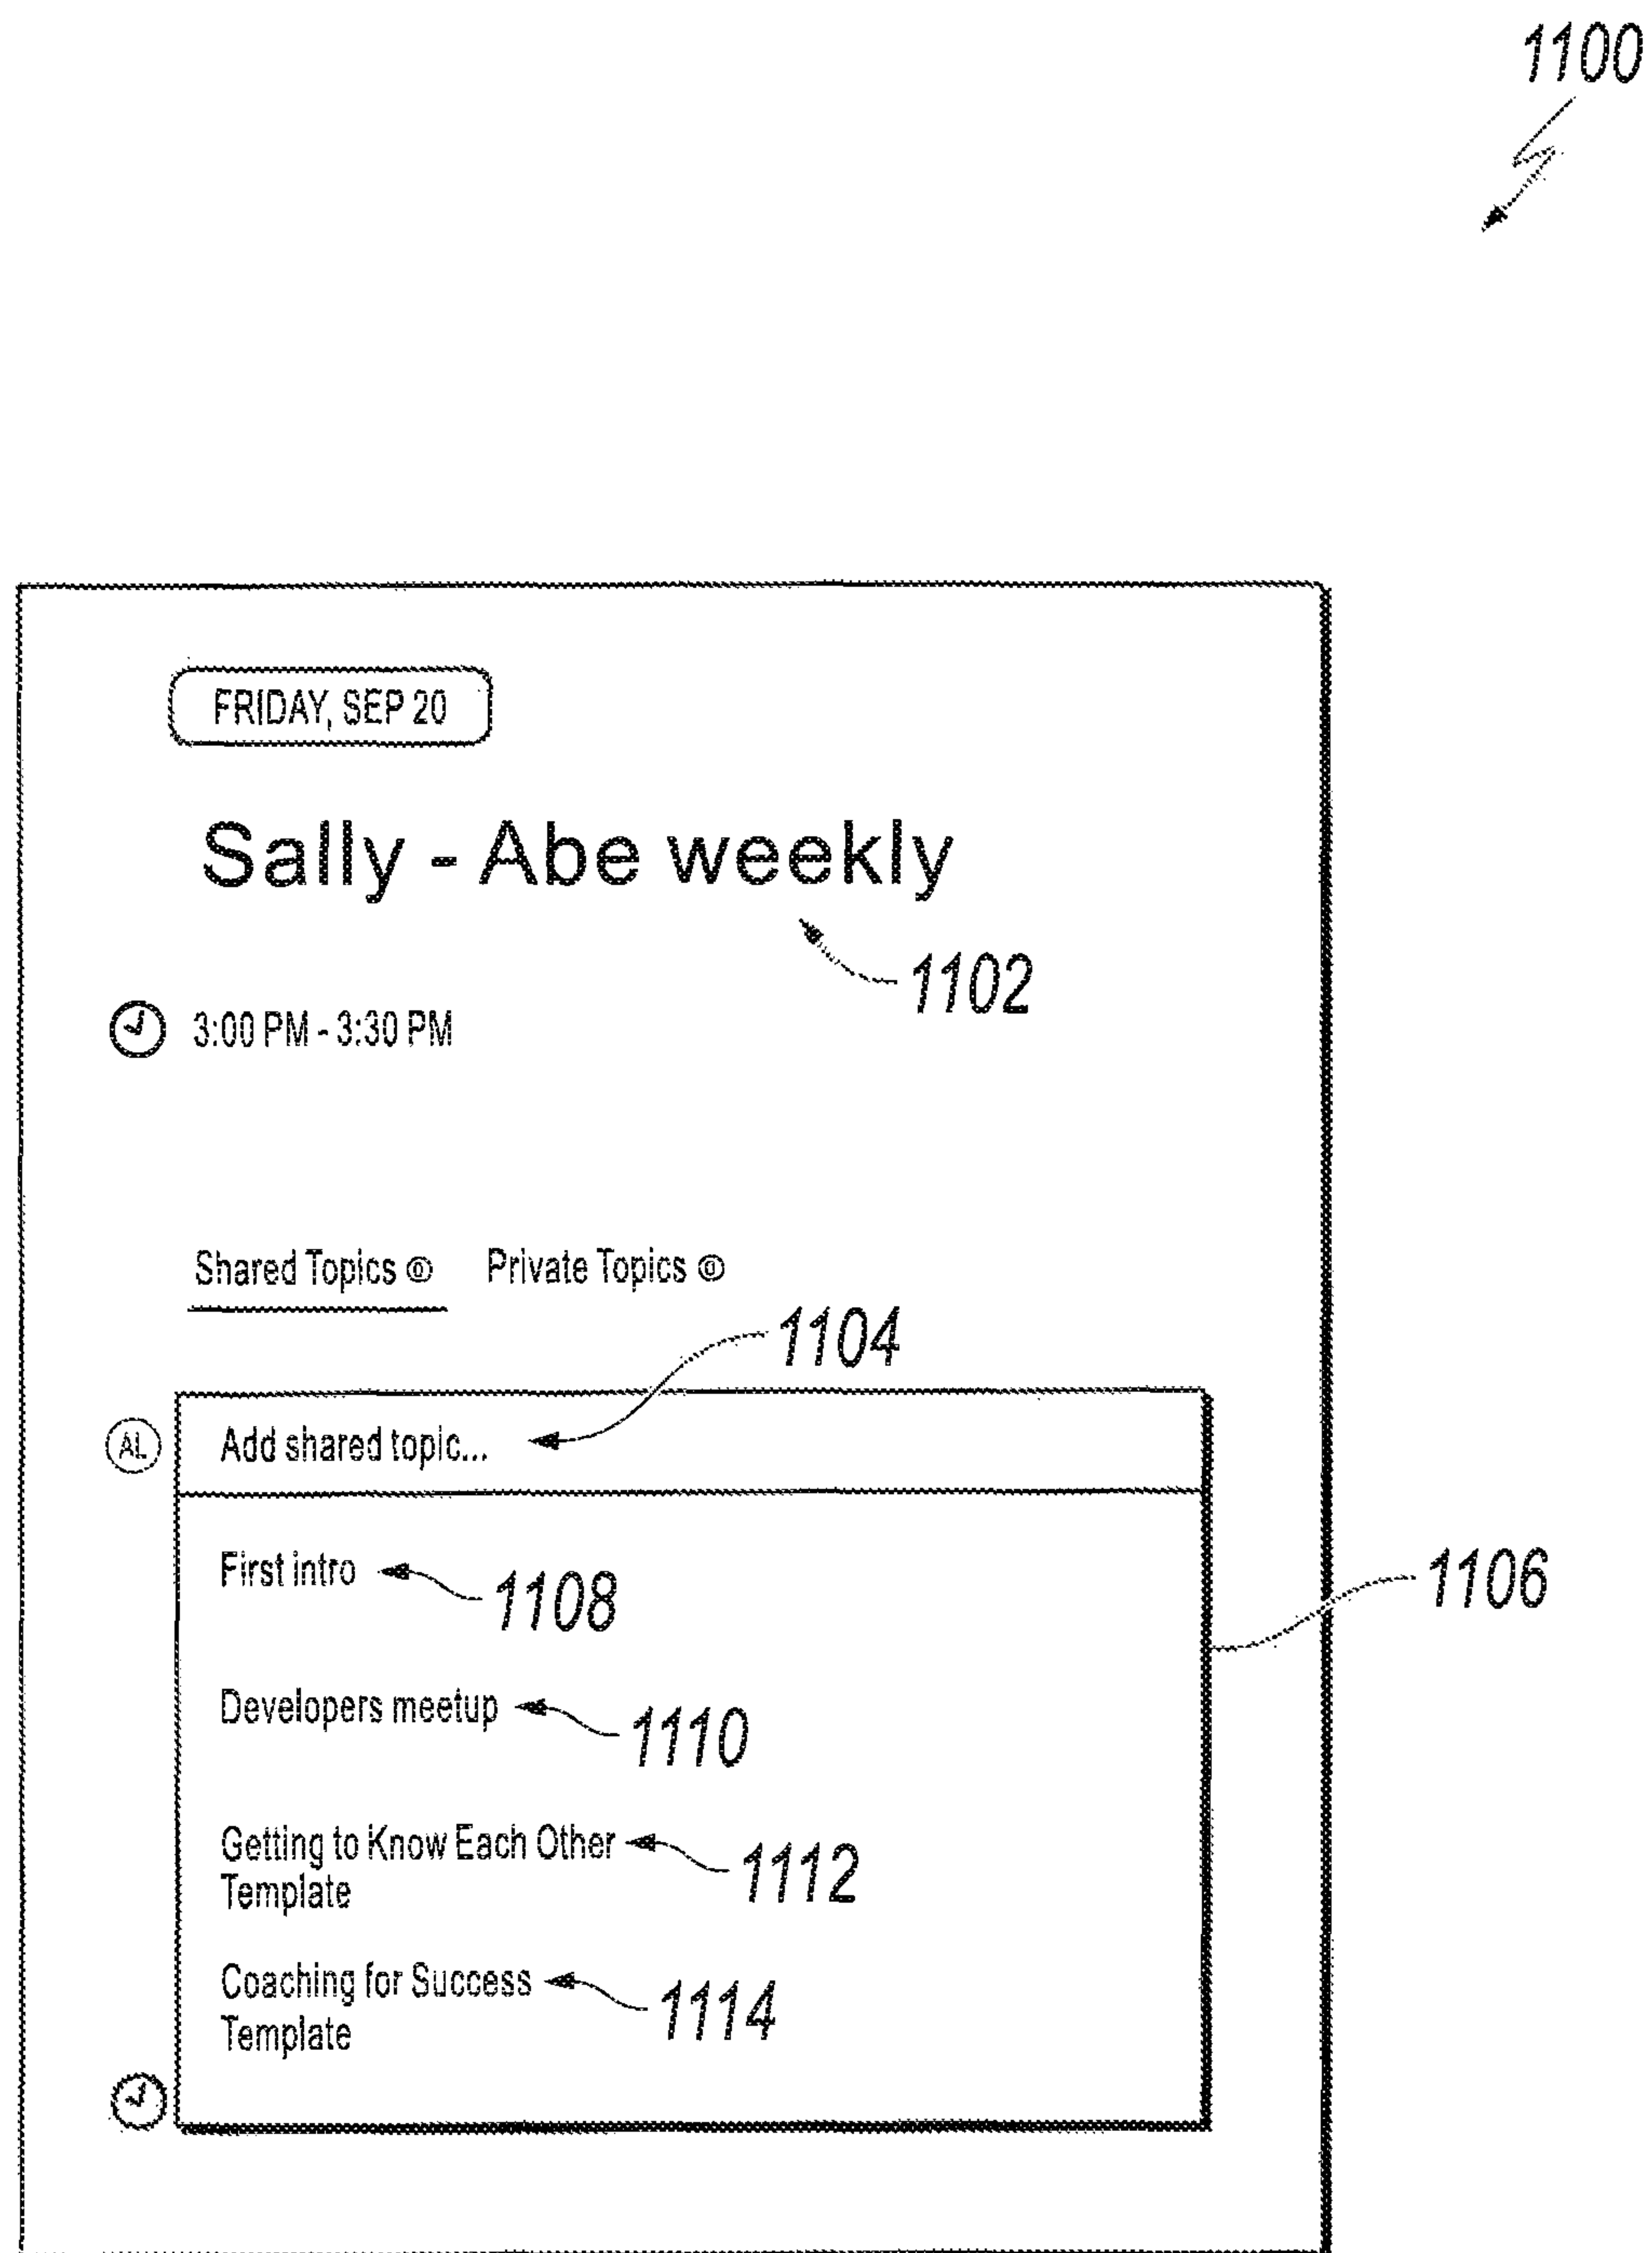 1100
FRIDAY, SEP 20
Sally - Abe weekly
1102
3:00 PM - 3:30 PM
Shared Topics 0 Private Topics 0
1104
AL Add shared topic...
First intro
1108
1106
Developers meetup
1110
Getting to Know Each Other
Template
1112
Coaching for Success
Template
1114